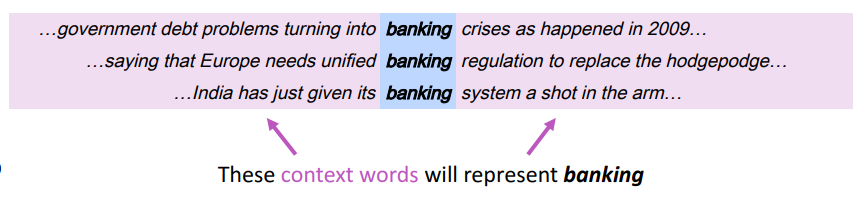 …government debt problems turning into banking crises as happened in 2009…
…saying that Europe needs unified banking regulation to replace the hodgepodge…
…India has just given its banking system a shot in the arm…
These context words will represent banking